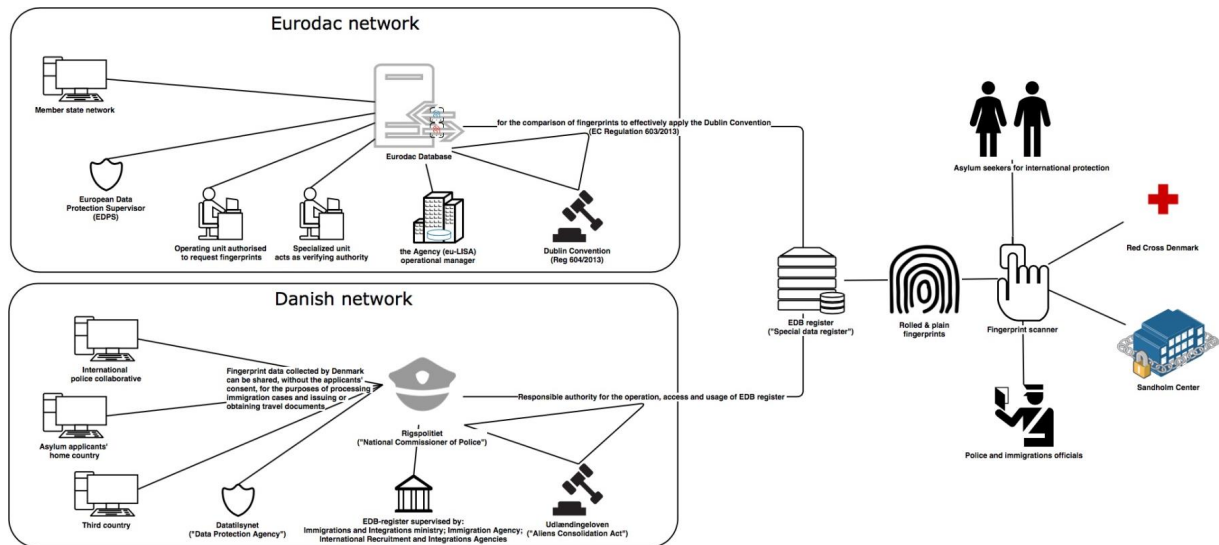 Eurodac network
Member state network
European Data
Protection Supervisor
(EDPS)
Operating unit authorised
to request fingerprints
Specialized unit
acts as verifying authority
Eurodac Database
the Agency (eu-LISA)
operational manager
Dublin Convention
(Reg 604/2013)
for the comparison of fingerprints to effectively apply the Dublin Convention
(EC Regulation 603/2013)
Danish network
International
police collaborative
Asylum applicants'
home country
Third country
Fingerprint data collected by Denmark
can be shared, without the applicants'
consent, for the purposes of processing
immigration cases and issuing or
obtaining travel documents.
Datatilsynet
("Data Protection Agency")
Rigspolitiet
("National Commissioner of Police")
EDB-register supervised by:
Immigrations and Integrations ministry; Immigration Agency;
International Recruitment and Integrations Agencies
Udlændingeloven
("Aliens Consolidation Act")
Responsible authority for the operation, access and usage of EDB register
EDB register
("Special data register")
Rolled & plain
fingerprints
Fingerprint scanner
Asylum seekers for international protection
Red Cross Denmark
Sandholm Center
Police and immigrations officials